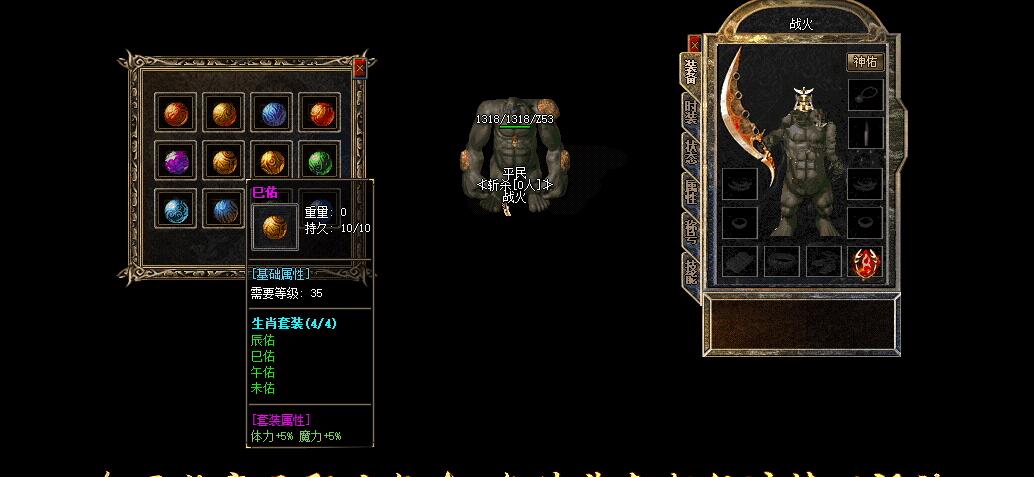 巳佑
重量: 0
持久: 10/10
[基础属性]
需要等级: 35
生肖套装(4/4)
辰佑
巳佑
午佑
未佑
[套装属性]
体力+5% 魔力+5%
1318/1318/Z53
平民
斩杀[0人]
战火
战火
神佑
装备
时装
状态
属性
称号
技能